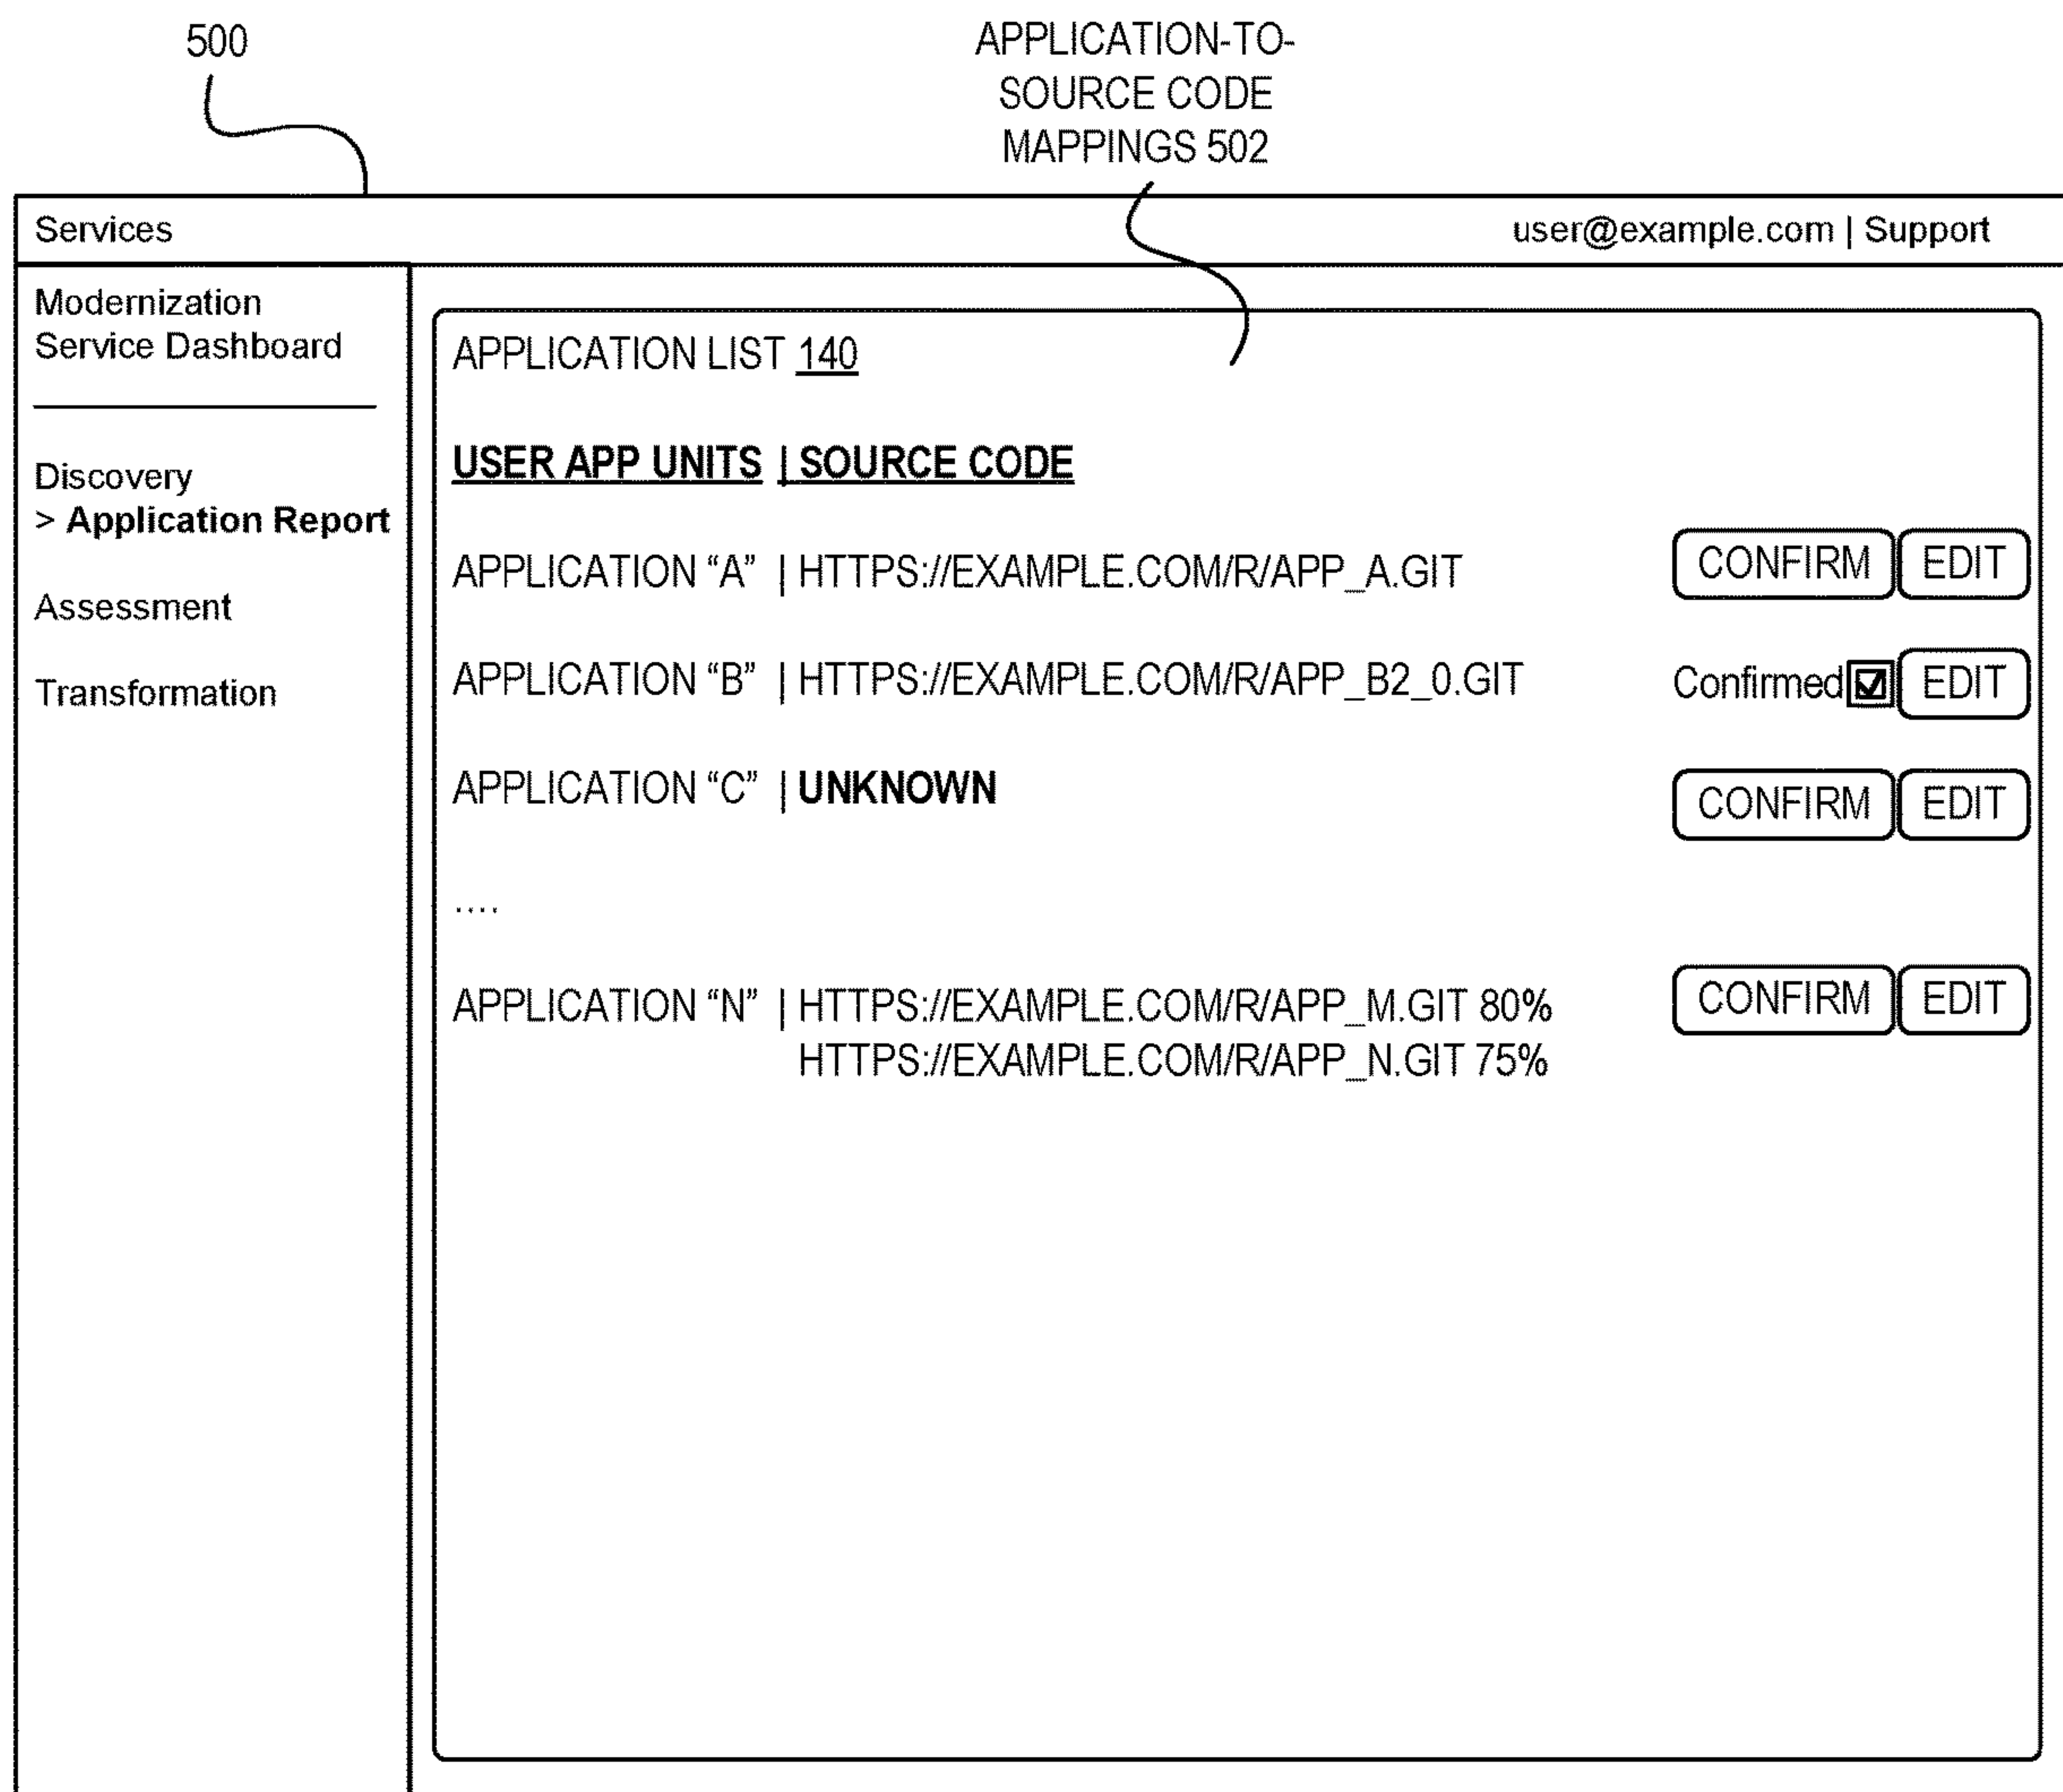 500
APPLICATION-TO-
SOURCE CODE
MAPPINGS 502
Services
user@example.com | Support
Modernization
Service Dashboard
Discovery
> Application Report
Assessment
Transformation
APPLICATION LIST 140
USER APP UNITS | SOURCE CODE
APPLICATION “A” | HTTPS://EXAMPLE.COM/R/APP_A.GIT CONFIRM EDIT
APPLICATION “B” | HTTPS://EXAMPLE.COM/R/APP_B2_0.GIT Confirmed EDIT
APPLICATION “C” | UNKNOWN CONFIRM EDIT
....
APPLICATION “N” | HTTPS://EXAMPLE.COM/R/APP_M.GIT 80% CONFIRM EDIT
HTTPS://EXAMPLE.COM/R/APP_N.GIT 75%